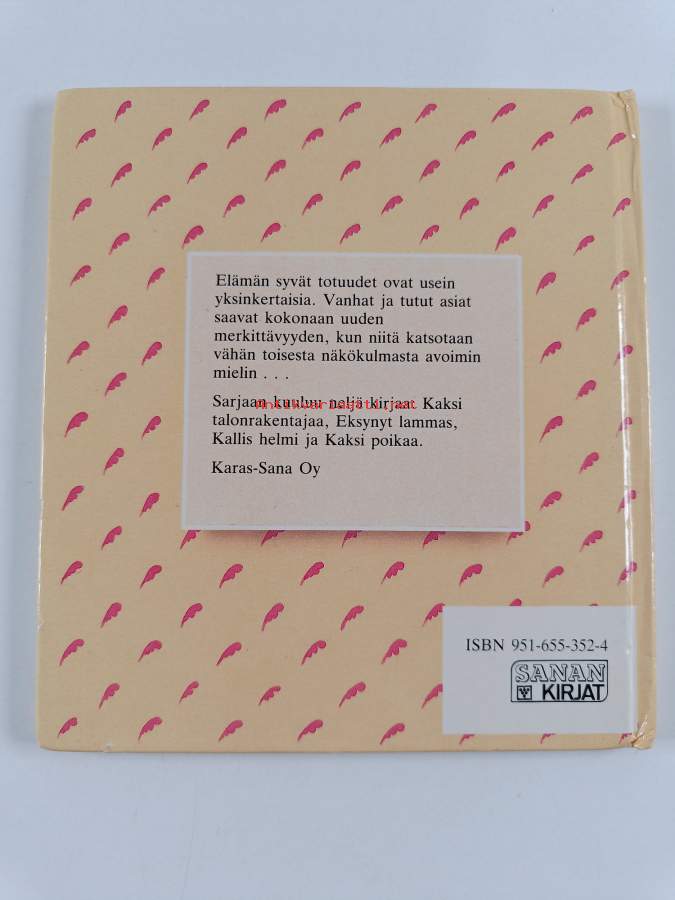 Elämän syvät totuudet ovat usein
yksinkertaisia. Vanhat ja tutut asiat
saavat kokonaan uuden
merkittävyyden, kun niitä katsotaan
vähän toisesta näkökulmasta avoimin
mielin . . .
Sarjaan kuuluu neljä kirjaa: Kaksi
Antikvariaatti.net
talonrakentajaa, Eksynyt lammas,
Kallis helmi ja Kaksi poikaa.
Karas-Sana Oy
ISBN 951-655-352-4
SANAN
KIRJAT